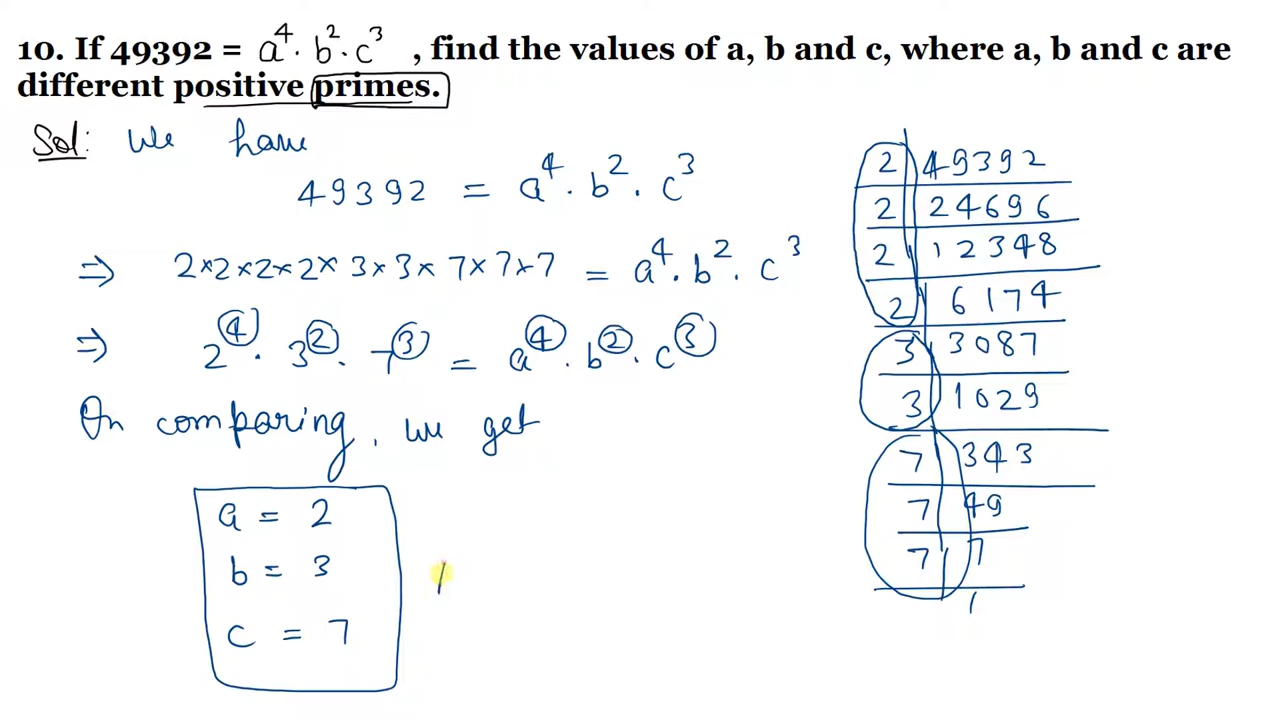 10. If 49392 = a⁴· b²· c³ , find the values of a, b and c, where a, b and c are
different positive primes.
Sol: We have
49392 = a⁴· b²· c³
⇒ 2×2×2×2× 3×3× 7×7×7 = a⁴· b²· c³
⇒ 2⁴· 3²· 7³ = a⁴· b²· c³
On comparing, we get
a = 2
b = 3
c = 7
2 49392
2 24696
2 12348
2 6174
3 3087
3 1029
7 343
7 49
7 7
1